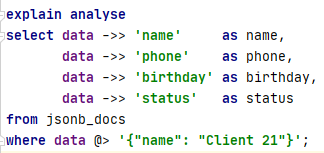 explain analyse
select data ->> 'name' as name,
data ->> 'phone' as phone,
data ->> 'birthday' as birthday,
data ->> 'status' as status
from jsonb_docs
where data @> '{"name": "Client 21"}';